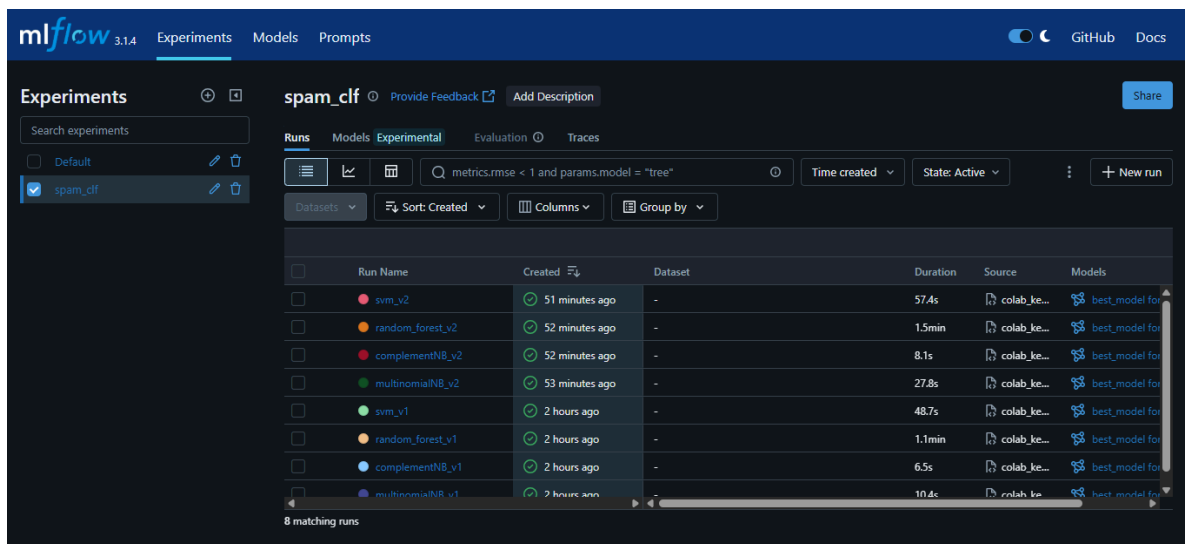 mlflow 3.1.4 Experiments Models Prompts GitHub Docs
Experiments
Search experiments
Default
spam_clf
spam_clf Provide Feedback Add Description Share
Runs Models Experimental Evaluation Traces
metrics.rmse < 1 and params.model = "tree" Time created State: Active New run
Datasets Sort: Created Columns Group by
Run Name Created Dataset Duration Source Models
svm_v2 51 minutes ago - 57.4s colab_ke... best_model for
random_forest_v2 52 minutes ago - 1.5min colab_ke... best_model for
complementNB_v2 52 minutes ago - 8.1s colab_ke... best_model for
multinomialNB_v2 53 minutes ago - 27.8s colab_ke... best_model for
svm_v1 2 hours ago - 48.7s colab_ke... best_model for
random_forest_v1 2 hours ago - 1.1min colab_ke... best_model for
complementNB_v1 2 hours ago - 6.5s colab_ke... best_model for
multinomialNB_v1 2 hours ago - 10.4s colab_ke... best_model for
8 matching runs